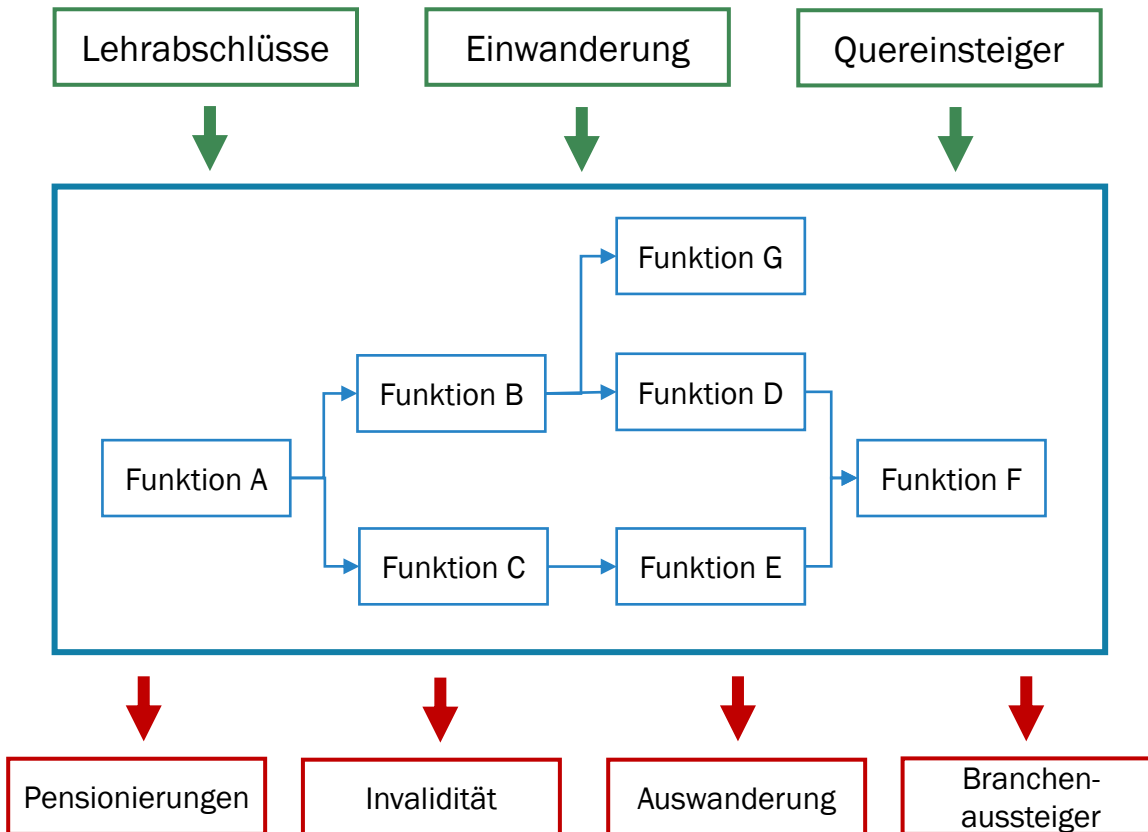 Lehrabschlüsse
Einwanderung
Quereinsteiger
Funktion G
Funktion B
Funktion D
Funktion A
Funktion F
Funktion C
Funktion E
Pensionierungen
Invalidität
Auswanderung
Branchen-
aussteiger